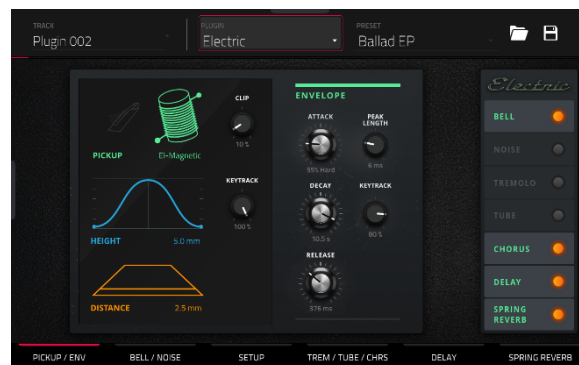 TRACK
Plugin 002
PLUGIN
Electric
PRESET
Ballad EP
Electric
CLIP
10 %
PICKUP
El-Magnetic
KEYTRACK
100 %
HEIGHT
5.0 mm
DISTANCE
2.5 mm
ENVELOPE
ATTACK
55% Hard
PEAK
LENGTH
6 ms
DECAY
10.5 s
KEYTRACK
80 %
RELEASE
376 ms
BELL
NOISE
TREMOLO
TUBE
CHORUS
DELAY
SPRING
REVERB
PICKUP / ENV
BELL / NOISE
SETUP
TREM / TUBE / CHRS
DELAY
SPRING REVERB